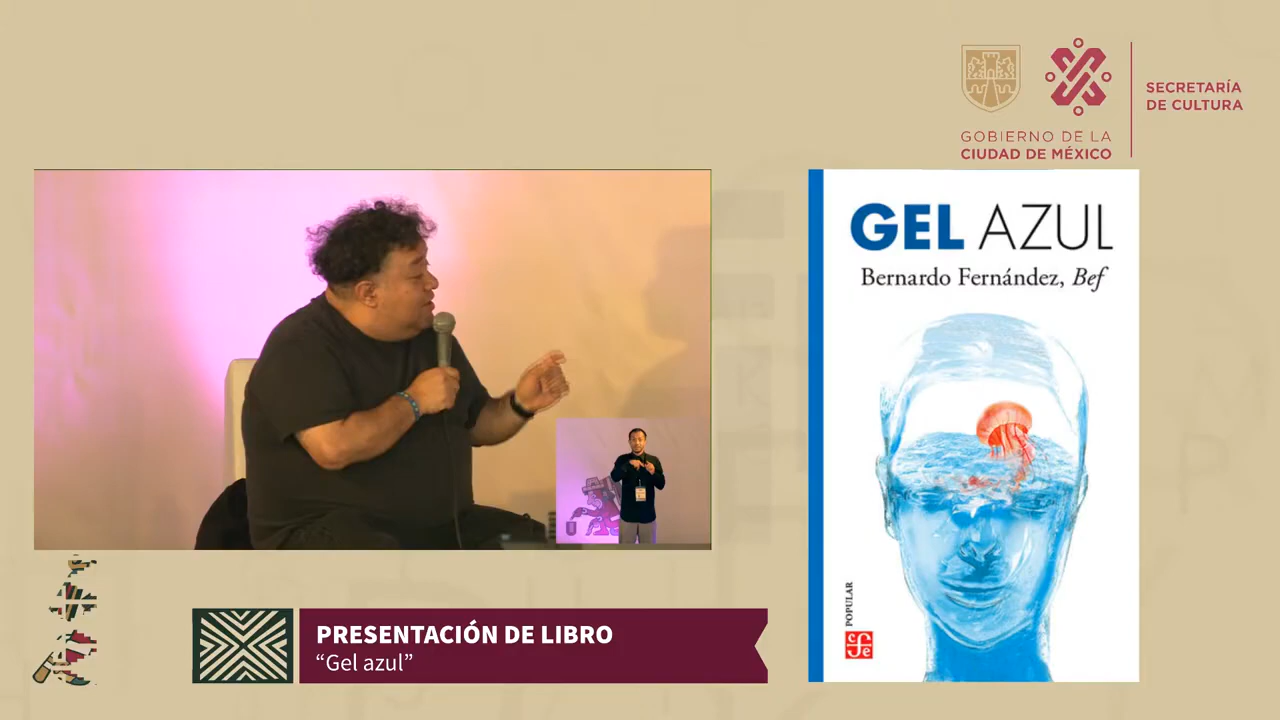 GOBIERNO DE LA
CIUDAD DE MÉXICO
SECRETARÍA
DE CULTURA
GEL AZUL
Bernardo Fernández, Bef
POPULAR
cfe
PRESENTACIÓN DE LIBRO
“Gel azul”